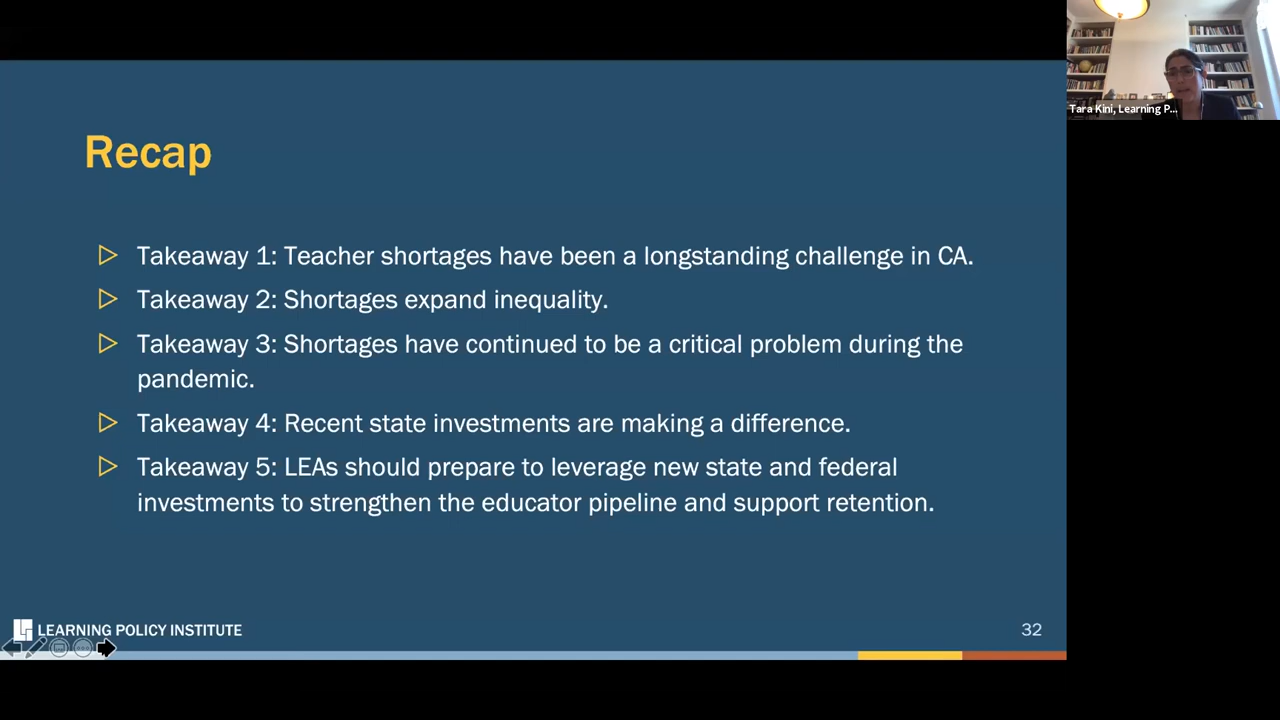 Tara Kini, Learning P...
Recap
Takeaway 1: Teacher shortages have been a longstanding challenge in CA.
Takeaway 2: Shortages expand inequality.
Takeaway 3: Shortages have continued to be a critical problem during the
pandemic.
Takeaway 4: Recent state investments are making a difference.
Takeaway 5: LEAs should prepare to leverage new state and federal
investments to strengthen the educator pipeline and support retention.
LEARNING POLICY INSTITUTE
32